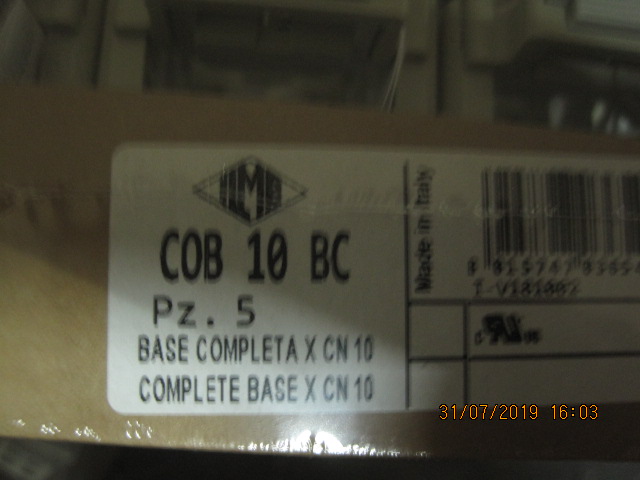 ILME
COB 10 BC
Pz. 5
BASE COMPLETA X CN 10
COMPLETE BASE X CN 10
Made in Italy
31/07/2019 16:03